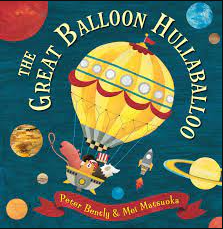 THE
GREAT BALLOON HULLABALLOO
Peter Bently & Mei Matsuoka